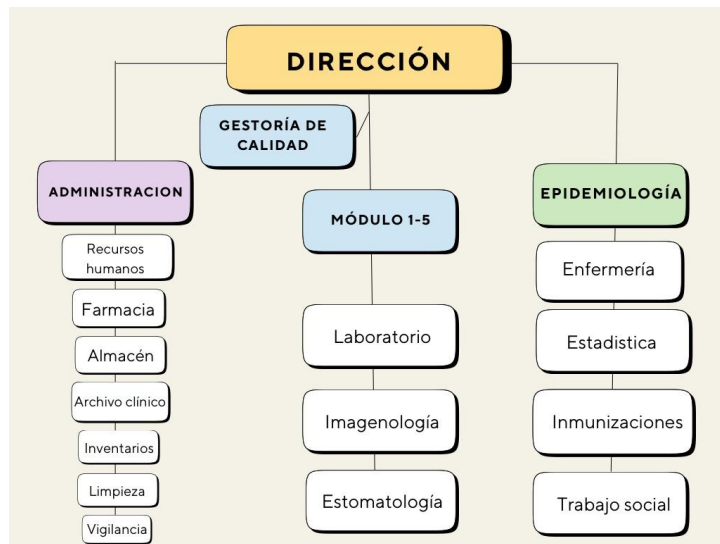 DIRECCIÓN
GESTORÍA DE
CALIDAD
ADMINISTRACION
Recursos
humanos
Farmacia
Almacén
Archivo clínico
Inventarios
Limpieza
Vigilancia
MÓDULO 1-5
Laboratorio
Imagenología
Estomatología
EPIDEMIOLOGÍA
Enfermería
Estadistica
Inmunizaciones
Trabajo social